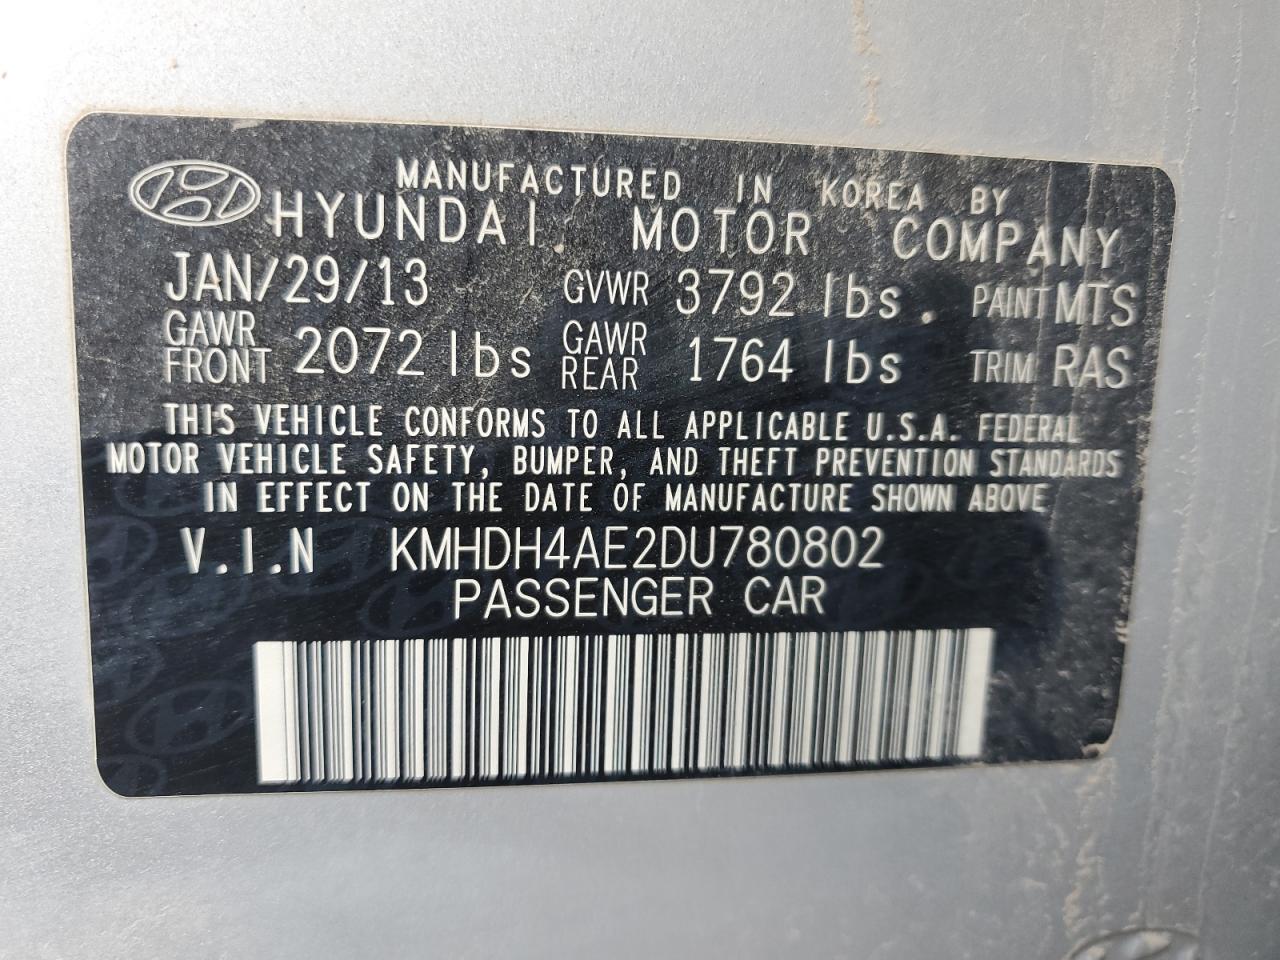 MANUFACTURED IN KOREA BY
HYUNDAI MOTOR COMPANY
JAN/29/13 GVWR 3792 lbs. PAINT MTS
GAWR FRONT 2072 lbs GAWR REAR 1764 lbs TRIM RAS
THIS VEHICLE CONFORMS TO ALL APPLICABLE U.S.A. FEDERAL
MOTOR VEHICLE SAFETY, BUMPER, AND THEFT PREVENTION STANDARDS
IN EFFECT ON THE DATE OF MANUFACTURE SHOWN ABOVE
V.I.N KMHDH4AE2DU780802
PASSENGER CAR